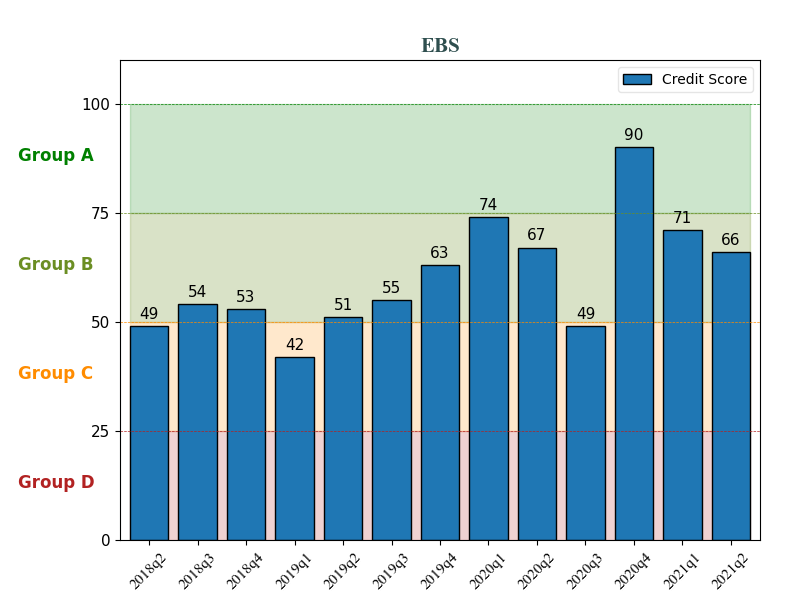 EBS
Credit Score
100
75
50
25
0
Group A
Group B
Group C
Group D
49
54
53
42
51
55
63
74
67
49
90
71
66
2018q2
2018q3
2018q4
2019q1
2019q2
2019q3
2019q4
2020q1
2020q2
2020q3
2020q4
2021q1
2021q2